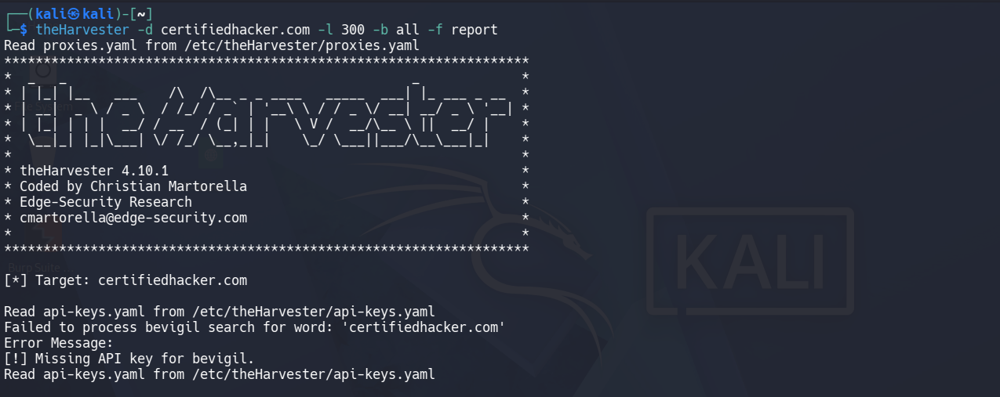 ┌──(kali㉿kali)-[~]
└─$ theHarvester -d certifiedhacker.com -l 300 -b all -f report
Read proxies.yaml from /etc/theHarvester/proxies.yaml
*******************************************************************
*  _   _                                            _             *
* | |_| |__   ___    /\  /\__ _ _ ____   _____  ___| |_ ___ _ __  *
* | __|  _ \ / _ \  / /_/ / _` | '__\ \ / / _ \/ __| __/ _ \ '__| *
* | |_| | | |  __/ / __  / (_| | |   \ V /  __/\__ \ ||  __/ |    *
*  \__|_| |_|\___| \/ /_/ \__,_|_|    \_/ \___||___/\__\___|_|    *
*                                                                 *
* theHarvester 4.10.1                                             *
* Coded by Christian Martorella                                   *
* Edge-Security Research                                          *
* cmartorella@edge-security.com                                   *
*                                                                 *
*******************************************************************
[*] Target: certifiedhacker.com
Read api-keys.yaml from /etc/theHarvester/api-keys.yaml
Failed to process bevigil search for word: 'certifiedhacker.com'
Error Message:
[!] Missing API key for bevigil.
Read api-keys.yaml from /etc/theHarvester/api-keys.yaml
KALI
Burp Suite ...